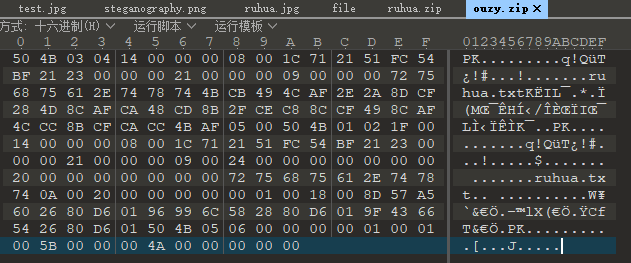 test.jpg steganography.png ruhua.jpg file ruhua.zip ouzy.zip ×
方式: 十六进制(H) 运行脚本 运行模板
0 1 2 3 4 5 6 7 8 9 A B C D E F 0123456789ABCDEF
50 4B 03 04 14 00 00 00 08 00 1C 71 21 51 FC 54 PK.........q!QüT
BF 21 23 00 00 00 21 00 00 00 09 00 00 00 72 75 ¿!#...!.......ru
68 75 61 2E 74 78 74 4B CB 49 4C AF 2E 2A 8D CF hua.txtKËIL¯.*.Ï
28 4D 8C AF CA 48 CD 8B 2F CE C8 8C CF 49 8C AF (MŒ¯ÊHÍ‹/ÎÈŒÏIŒ¯
4C CC 8B CF CA CC 4B AF 05 00 50 4B 01 02 1F 00 LÌ‹ÏÊÌK¯..PK....
14 00 00 00 08 00 1C 71 21 51 FC 54 BF 21 23 00 .......q!QüT¿!#.
00 00 21 00 00 00 09 00 24 00 00 00 00 00 00 00 ..!.....$.......
20 00 00 00 00 00 00 00 72 75 68 75 61 2E 74 78 .......ruhua.tx
74 0A 00 20 00 00 00 00 00 01 00 18 00 8D 57 A5 t.. ..........W¥
60 26 80 D6 01 96 99 6C 58 28 80 D6 01 9F 43 66 `&€Ö.–™lX(€Ö.ŸCf
54 26 80 D6 01 50 4B 05 06 00 00 00 00 01 00 01 T&€Ö.PK.........
00 5B 00 00 00 4A 00 00 00 00 00 .[...J.....